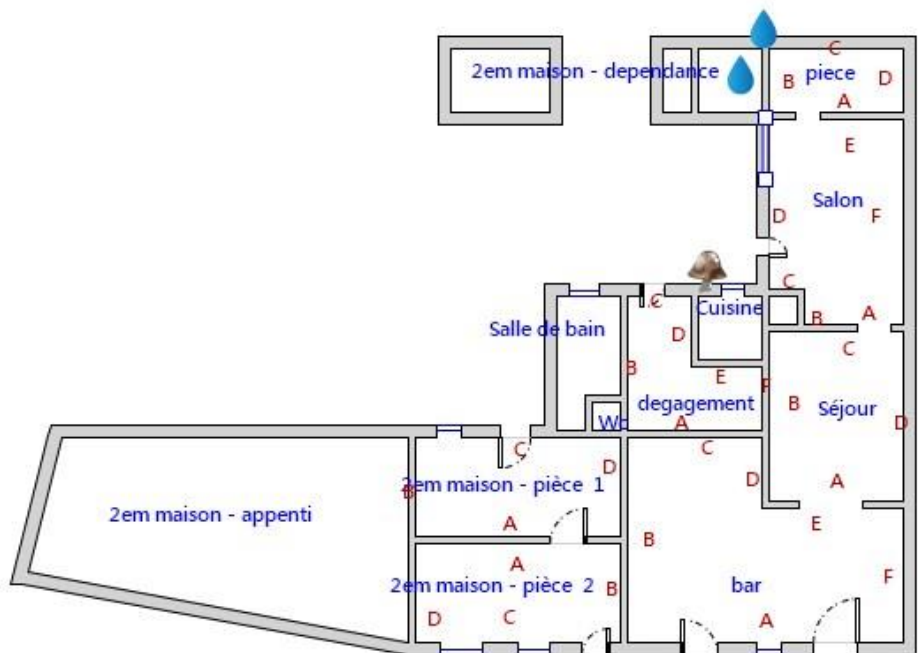 C
2em maison - dependance
piece
B
D
A
E
Salon
D
F
C
C
Cuisine
B
A
Salle de bain
D
C
B
E
F
degagement
B
Séjour
A
Wc
D
C
C
D
D
2em maison - pièce 1
B
A
2em maison - appenti
A
E
B
A
F
2em maison - pièce 2
B
bar
D
C
A